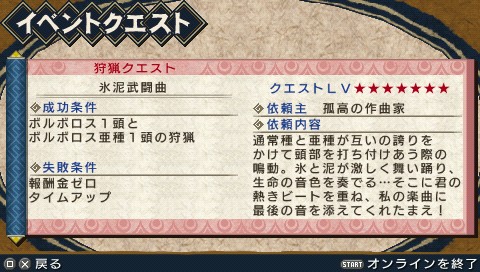 イベントクエスト
狩猟クエスト
氷泥武闘曲
クエストLV★★★★★★★
成功条件
ボルボロス1頭と
ボルボロス亜種1頭の狩猟
失敗条件
報酬金ゼロ
タイムアップ
依頼主 孤高の作曲家
依頼内容
通常種と亜種が互いの誇りを
かけて頭部を打ち付けあう際の
鳴動。氷と泥が激しく舞い踊り、
生命の音色を奏でる…そこに君の
熱きビートを重ね、私の楽曲に
最後の音を添えてくれたまえ!
戻る
START オンラインを終了